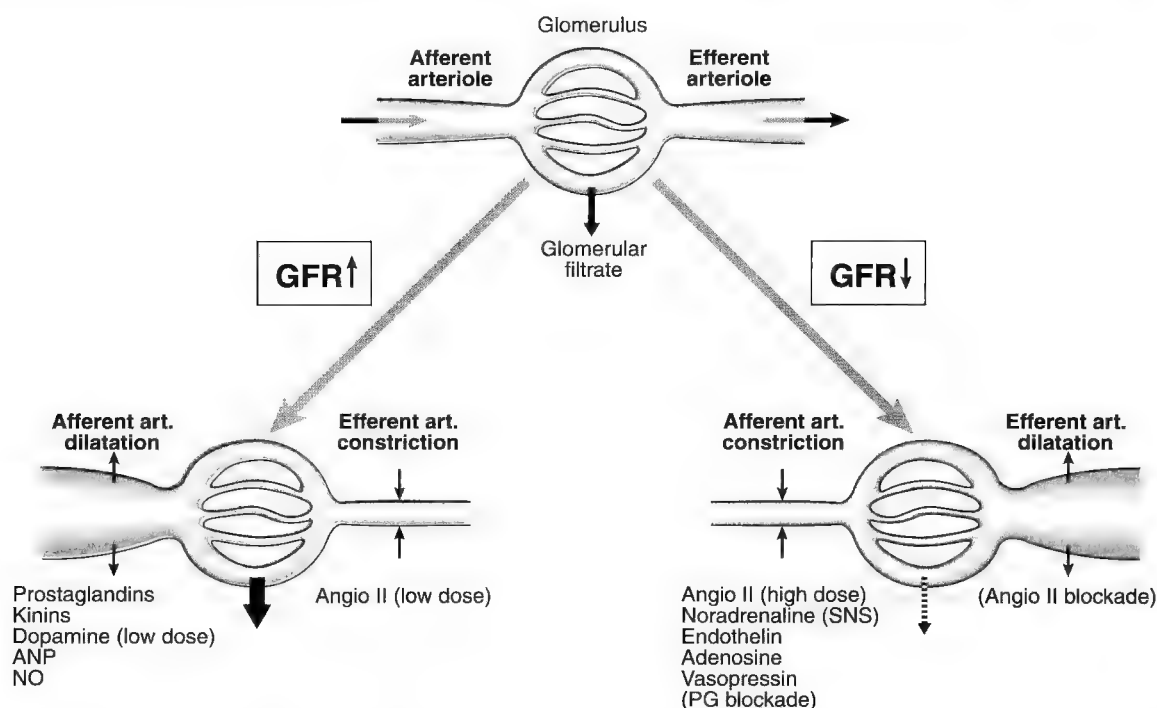 Glomerulus
Afferent
arteriole
Efferent
arteriole
Glomerular
filtrate
GFR↑
GFR↓
Afferent art.
dilatation
Efferent art.
constriction
Afferent art.
constriction
Efferent art.
dilatation
Prostaglandins
Kinins
Dopamine (low dose)
ANP
NO
Angio II (low dose)
Angio II (high dose)
Noradrenaline (SNS)
Endothelin
Adenosine
Vasopressin
(PG blockade)
(Angio II blockade)